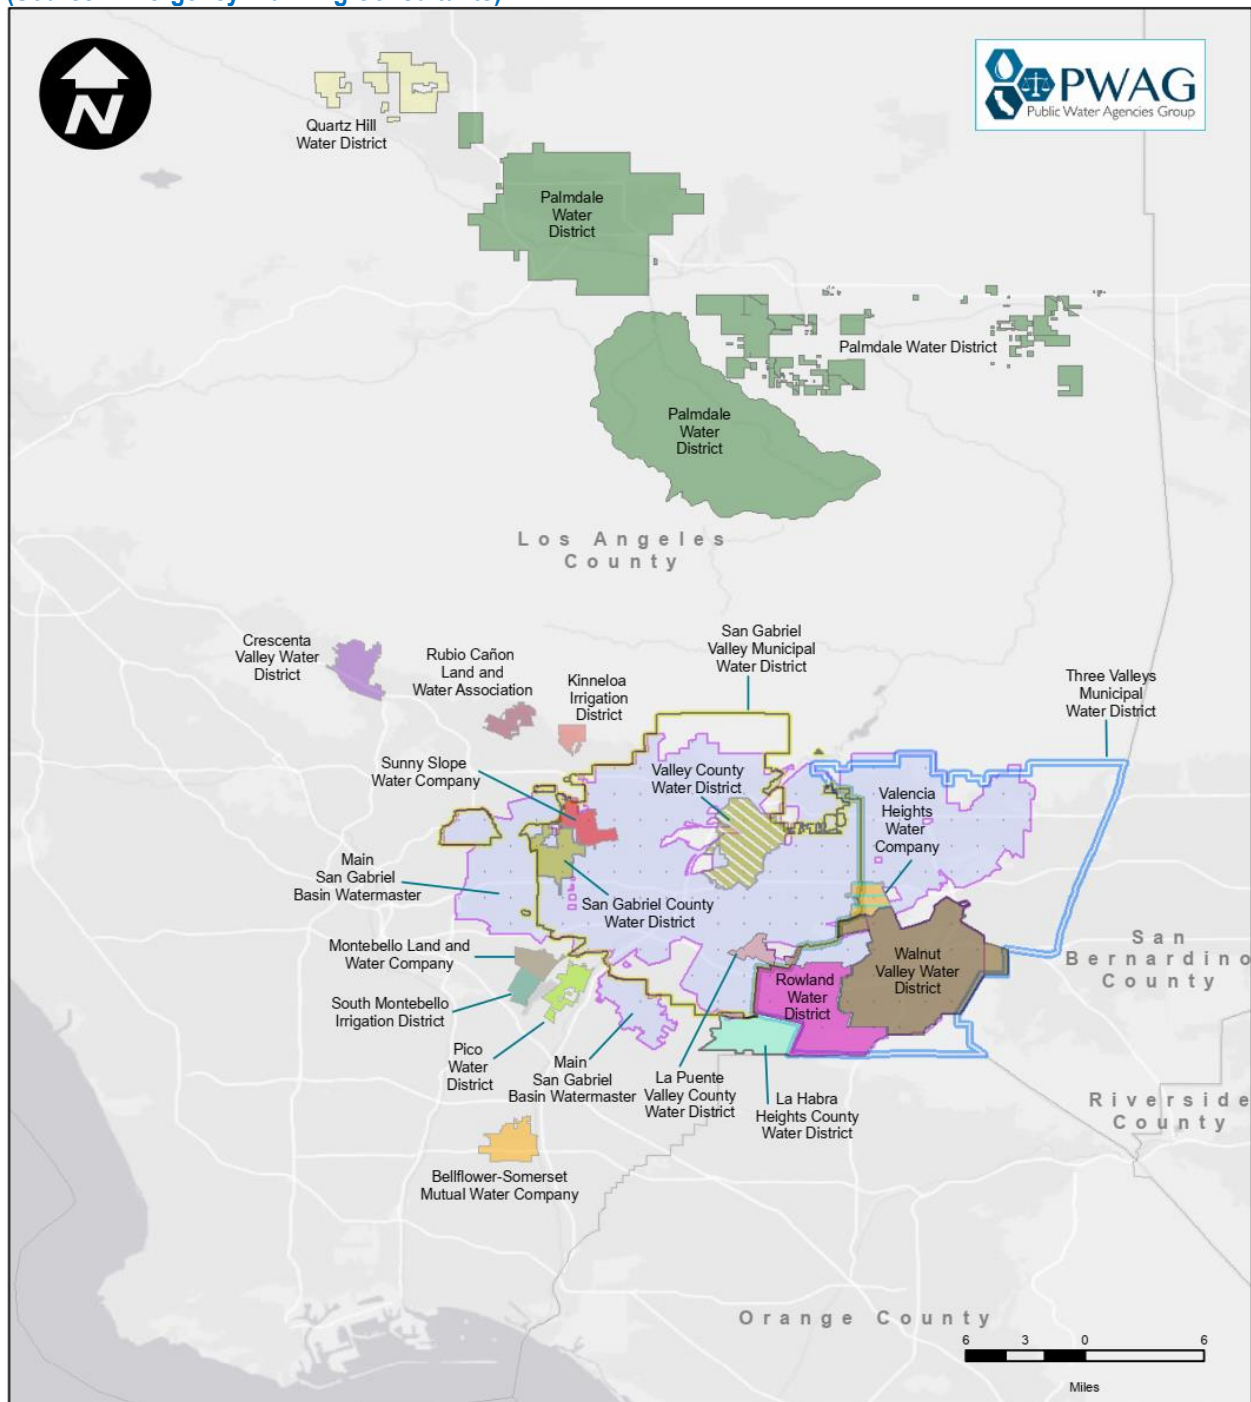 N
PWAG
Public Water Agencies Group
Quartz Hill
Water District
Palmdale
Water
District
Palmdale Water District
Palmdale
Water
District
Los Angeles
County
Crescenta
Valley Water
District
Rubio Cañon
Land and
Water Association
Kinneloa
Irrigation
District
San Gabriel
Valley Municipal
Water District
Three Valleys
Municipal
Water District
Sunny Slope
Water Company
Valley County
Water District
Valencia
Heights
Water
Company
Main
San Gabriel
Basin Watermaster
San Gabriel County
Water District
Montebello Land and
Water Company
Walnut
Valley Water
District
San
Bernardino
County
Rowland
Water
District
South Montebello
Irrigation District
Pico
Water
District
Main
San Gabriel
Basin Watermaster
La Puente
Valley County
Water District
La Habra
Heights County
Water District
Riverside
County
Bellflower-Somerset
Mutual Water Company
Orange County
6 3 0 6
Miles